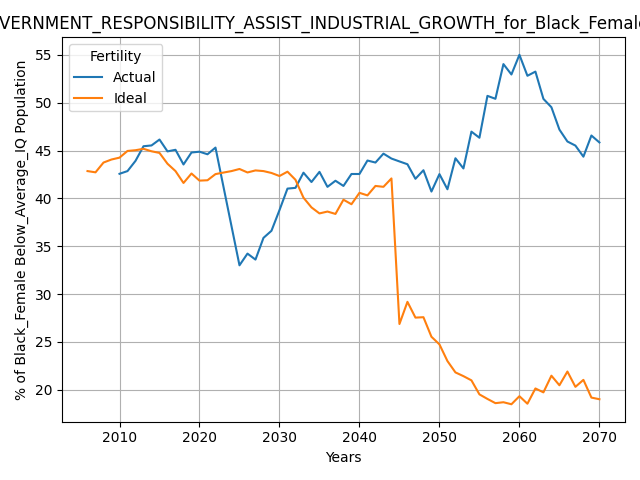 VERNMENT_RESPONSIBILITY_ASSIST_INDUSTRIAL_GROWTH_for_Black_Female
Fertility
Actual
Ideal
55
50
45
40
35
30
25
20
% of Black_Female Below_Average_IQ Population
2010 2020 2030 2040 2050 2060 2070
Years